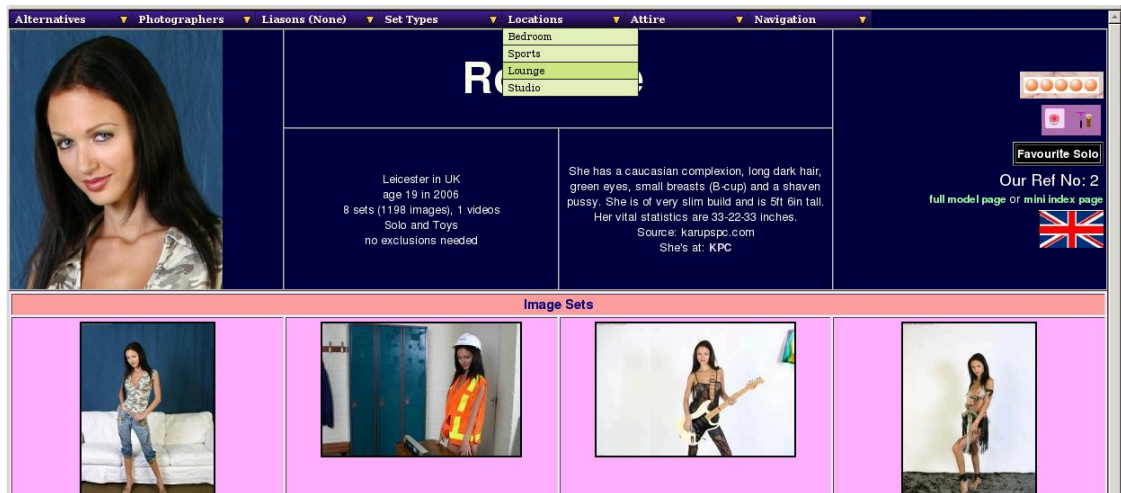 Alternatives
Photographers
Liasons (None)
Set Types
Locations
Attire
Navigation
Bedroom
Sports
Lounge
Studio
Leicester in UK
age 19 in 2006
8 sets (1198 images), 1 videos
Solo and Toys
no exclusions needed
She has a caucasian complexion, long dark hair,
green eyes, small breasts (B-cup) and a shaven
pussy. She is of very slim build and is 5ft 6in tall.
Her vital statistics are 33-22-33 inches.
Source: karupspc.com
She's at: KPC
Favourite Solo
Our Ref No: 2
full model page or mini index page
Image Sets